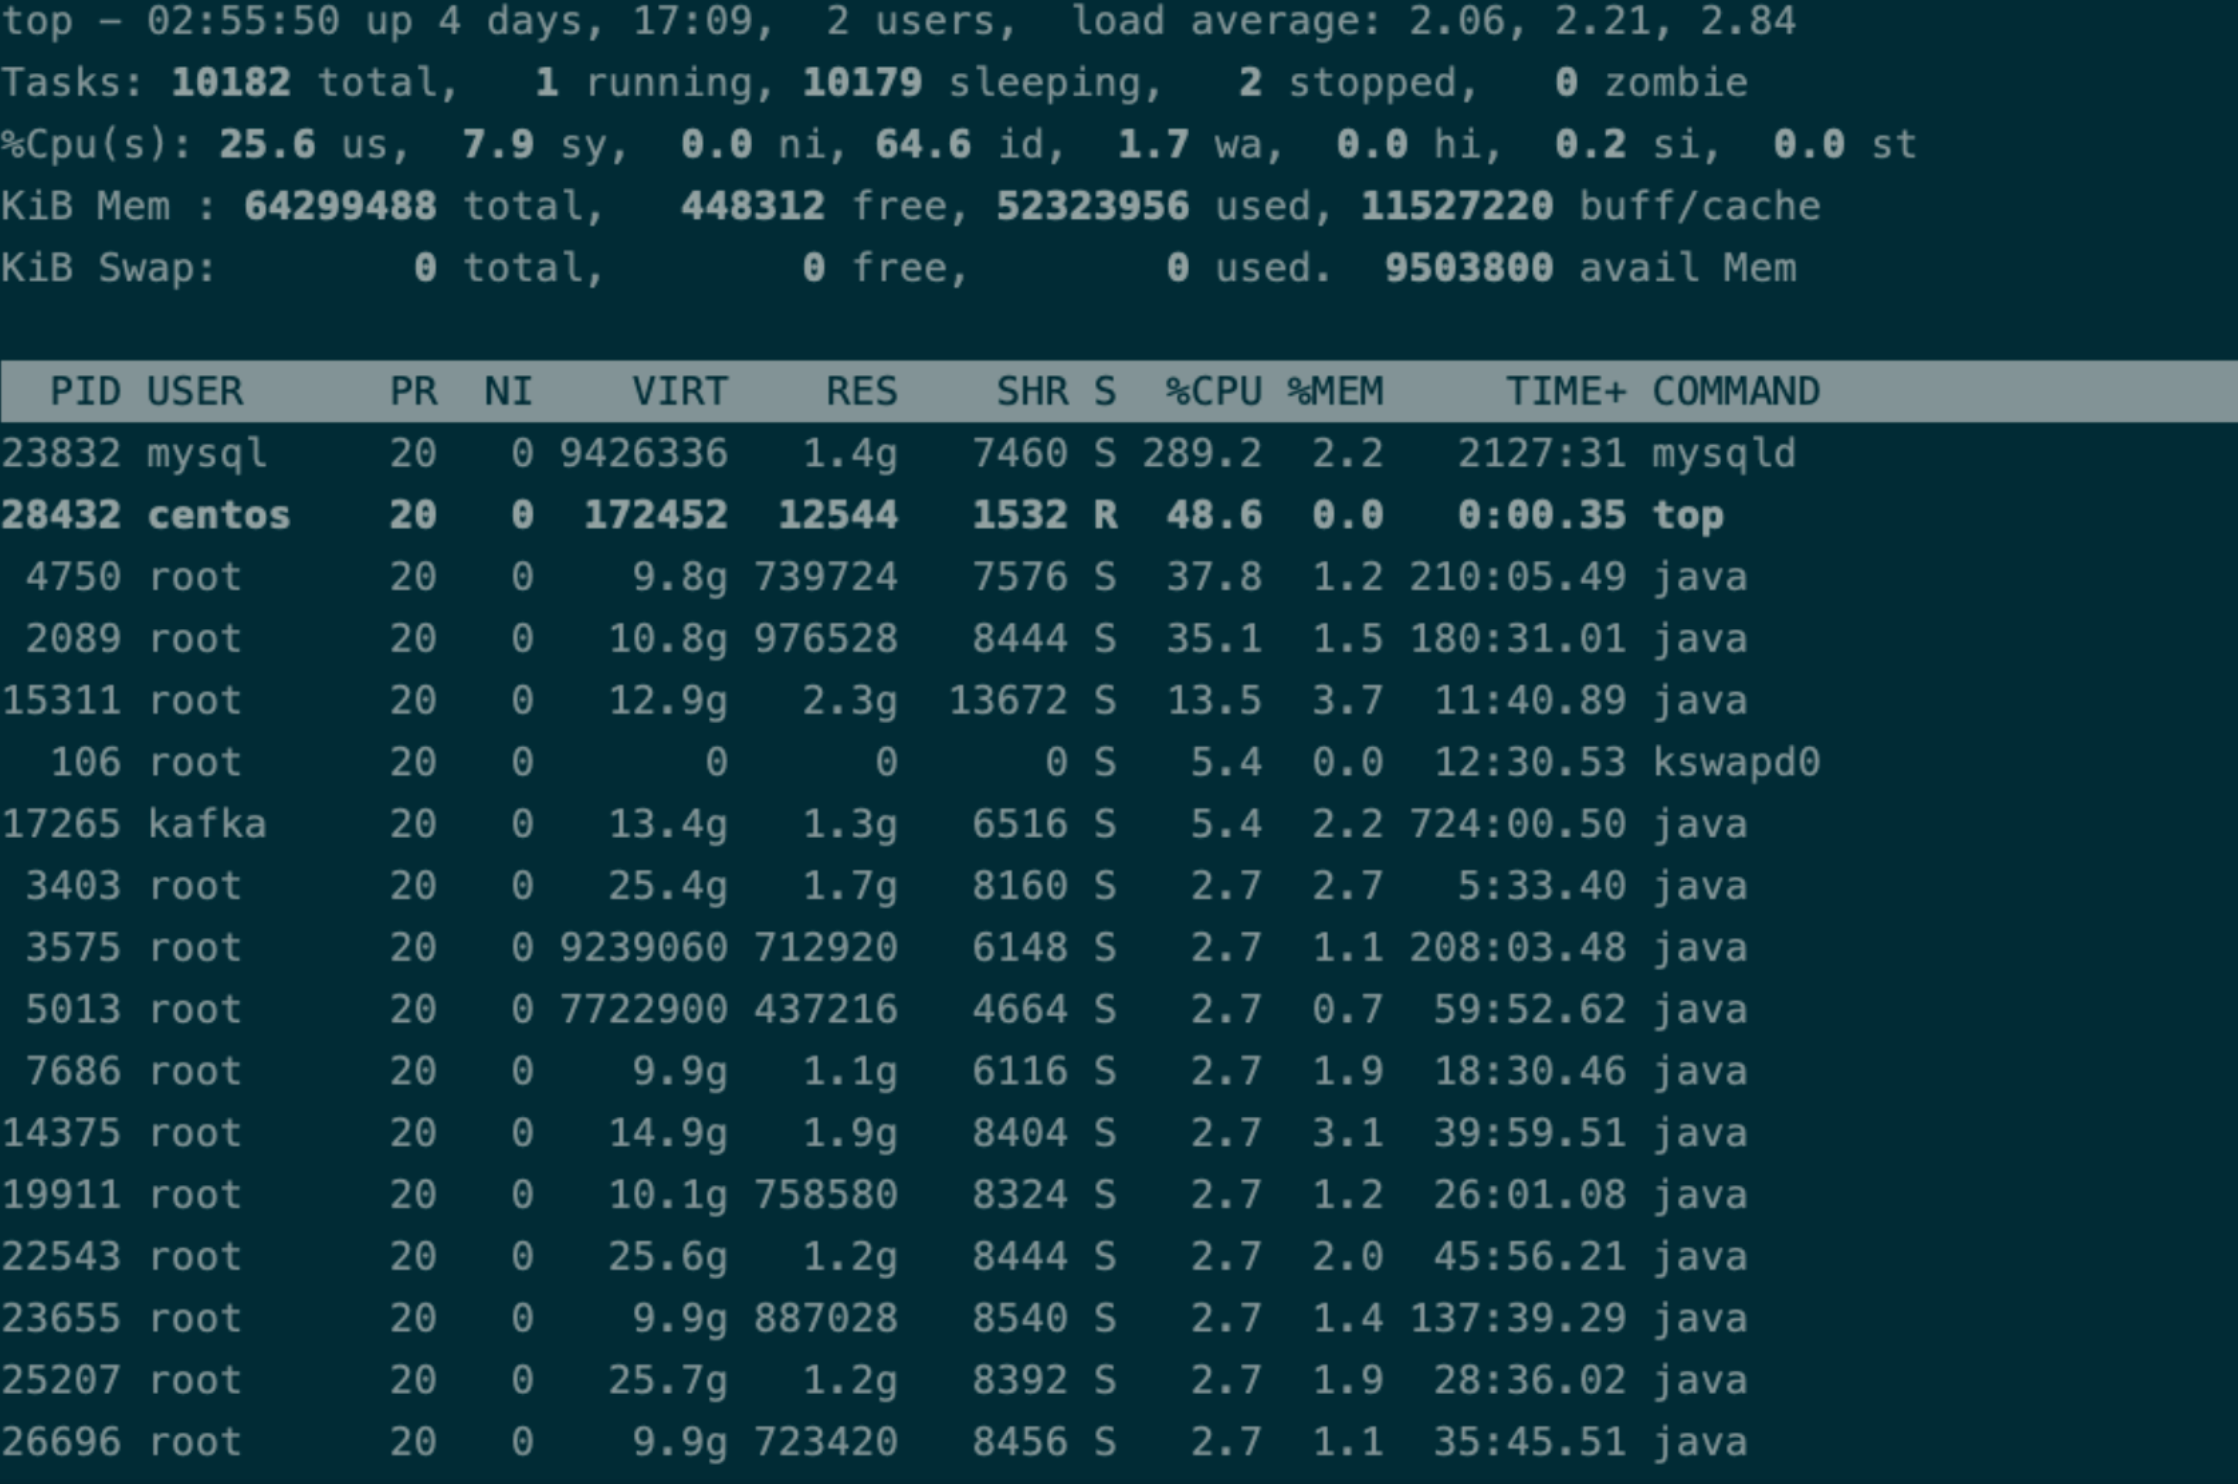 top - 02:55:50 up 4 days, 17:09,  2 users,  load average: 2.06, 2.21, 2.84
Tasks: 10182 total,   1 running, 10179 sleeping,   2 stopped,   0 zombie
%Cpu(s): 25.6 us,  7.9 sy,  0.0 ni, 64.6 id,  1.7 wa,  0.0 hi,  0.2 si,  0.0 st
KiB Mem : 64299488 total,   448312 free, 52323956 used, 11527220 buff/cache
KiB Swap:        0 total,        0 free,        0 used.  9503800 avail Mem
  PID USER      PR  NI    VIRT    RES    SHR S  %CPU %MEM     TIME+ COMMAND
23832 mysql     20   0 9426336   1.4g   7460 S 289.2  2.2   2127:31 mysqld
28432 centos    20   0  172452  12544   1532 R  48.6  0.0   0:00.35 top
 4750 root      20   0    9.8g 739724   7576 S  37.8  1.2 210:05.49 java
 2089 root      20   0   10.8g 976528   8444 S  35.1  1.5 180:31.01 java
15311 root      20   0   12.9g   2.3g  13672 S  13.5  3.7  11:40.89 java
  106 root      20   0       0      0      0 S   5.4  0.0  12:30.53 kswapd0
17265 kafka     20   0   13.4g   1.3g   6516 S   5.4  2.2 724:00.50 java
 3403 root      20   0   25.4g   1.7g   8160 S   2.7  2.7   5:33.40 java
 3575 root      20   0 9239060 712920   6148 S   2.7  1.1 208:03.48 java
 5013 root      20   0 7722900 437216   4664 S   2.7  0.7  59:52.62 java
 7686 root      20   0    9.9g   1.1g   6116 S   2.7  1.9  18:30.46 java
14375 root      20   0   14.9g   1.9g   8404 S   2.7  3.1  39:59.51 java
19911 root      20   0   10.1g 758580   8324 S   2.7  1.2  26:01.08 java
22543 root      20   0   25.6g   1.2g   8444 S   2.7  2.0  45:56.21 java
23655 root      20   0    9.9g 887028   8540 S   2.7  1.4 137:39.29 java
25207 root      20   0   25.7g   1.2g   8392 S   2.7  1.9  28:36.02 java
26696 root      20   0    9.9g 723420   8456 S   2.7  1.1  35:45.51 java